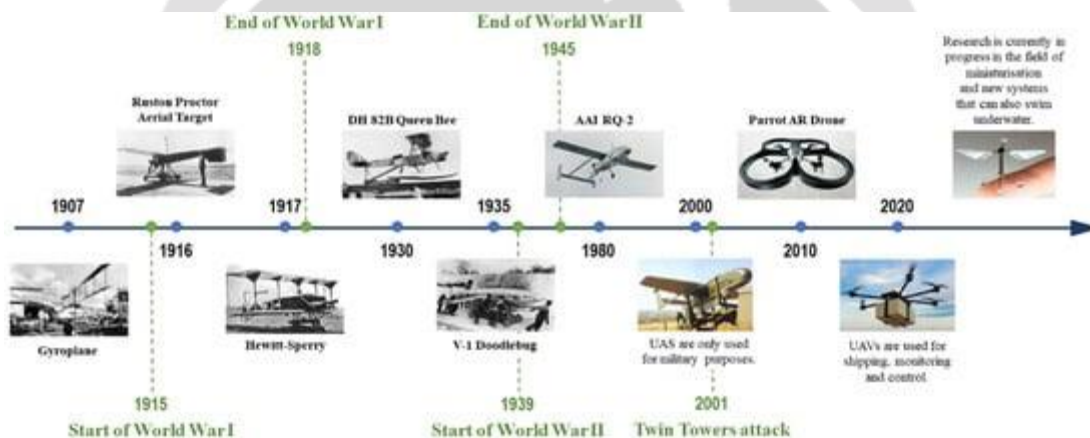 End of World War I
1918
End of World War II
1945
Research is currently in
progress in the field of
miniaturisation
and new systems
that can also swim
underwater.
Ruston Proctor
Aerial Target
DH 82B Queen Bee
AAI RQ-2
Parrot AR Drone
1907
1917
1935
2000
2020
1916
1930
1980
2010
Gyroplane
Hewitt-Sperry
V-1 Doodlebug
UAS are only used
for military purposes.
UAVs are used for
shipping, monitoring
and control.
1915
Start of World War I
1939
Start of World War II
2001
Twin Towers attack